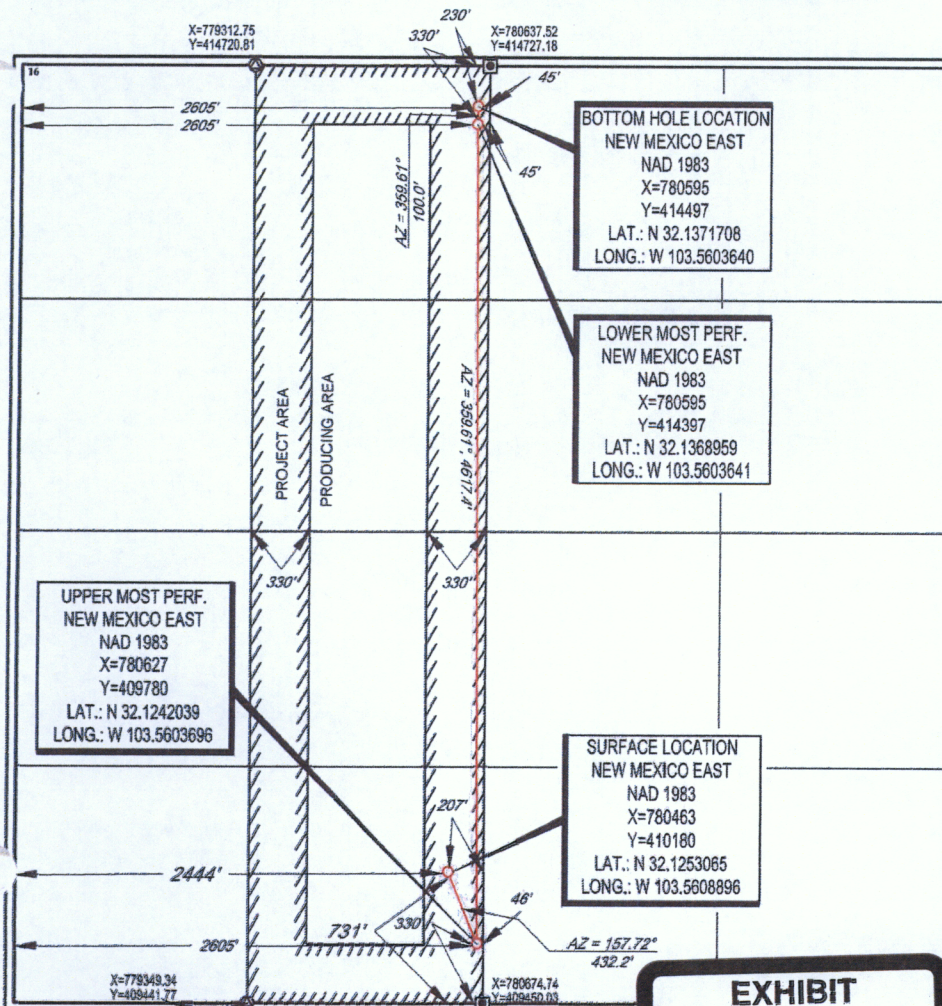 X=779312.75
Y=414720.81
230'
330'
X=780637.52
Y=414727.18
16
45'
2605'
2605'
45'
AZ = 359.61°
100.0'
BOTTOM HOLE LOCATION
NEW MEXICO EAST
NAD 1983
X=780595
Y=414497
LAT.: N 32.1371708
LONG.: W 103.5603640
LOWER MOST PERF.
NEW MEXICO EAST
NAD 1983
X=780595
Y=414397
LAT.: N 32.1368959
LONG.: W 103.5603641
PROJECT AREA
PRODUCING AREA
AZ = 359.61°, 4617.4'
330'
330'
UPPER MOST PERF.
NEW MEXICO EAST
NAD 1983
X=780627
Y=409780
LAT.: N 32.1242039
LONG.: W 103.5603696
SURFACE LOCATION
NEW MEXICO EAST
NAD 1983
X=780463
Y=410180
LAT.: N 32.1253065
LONG.: W 103.5608896
207'
2444'
46'
731'
330'
2605'
AZ = 157.72°
432.2'
X=779349.34
Y=409441.77
X=780674.74
Y=409450.03
EXHIBIT